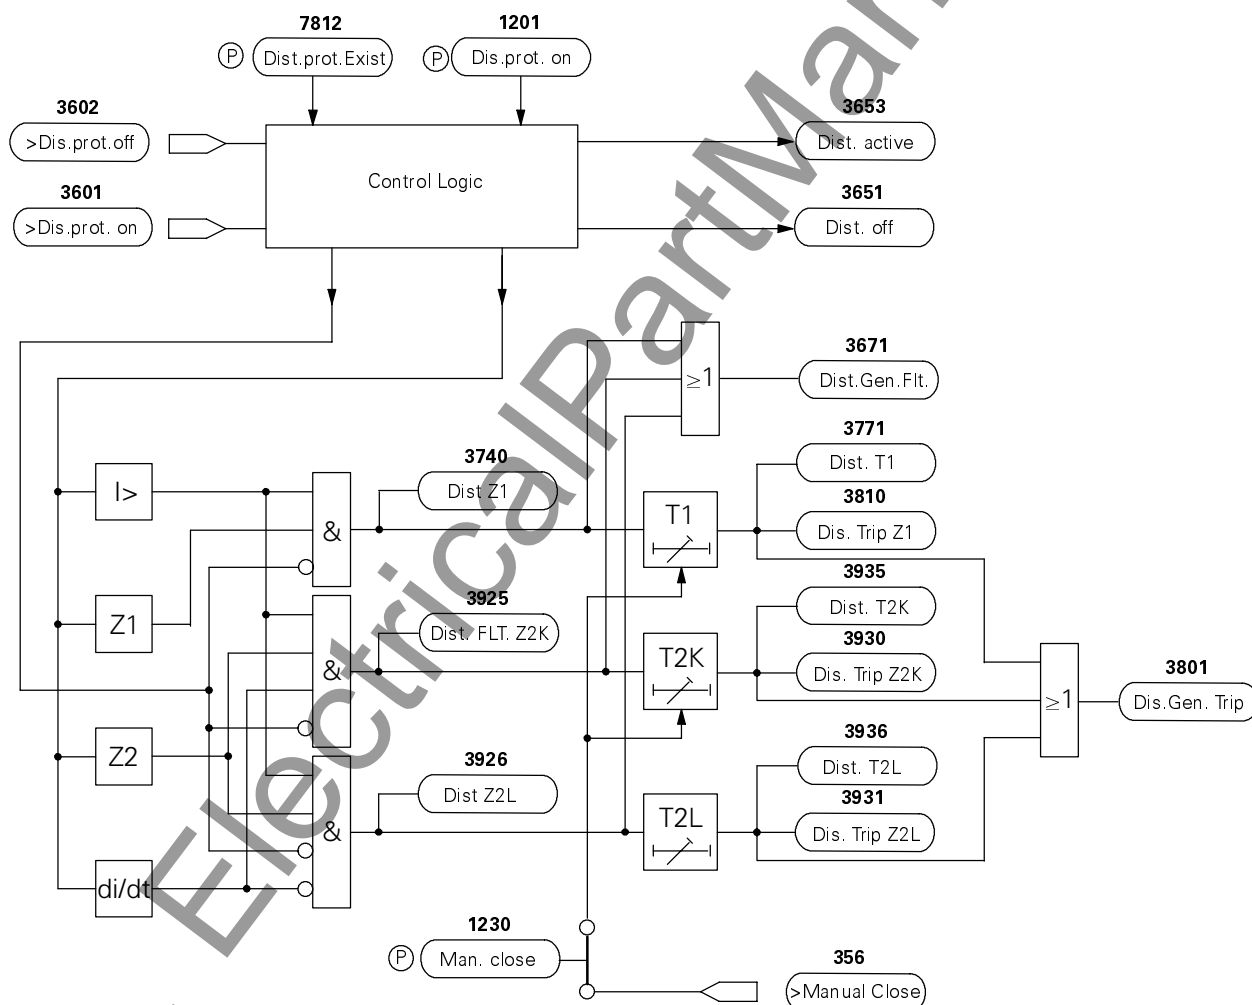 7812
1201
P
Dist.prot.Exist
P
Dis.prot. on
3602
>Dis.prot.off
3653
Dist. active
Control Logic
3601
>Dis.prot. on
3651
Dist. off
3671
≥1
Dist.Gen.Flt.
3771
Dist. T1
3740
Dist Z1
I>
&
T1
3810
Dis. Trip Z1
3935
Dist. T2K
3925
Dist. FLT. Z2K
Z1
&
T2K
3930
Dis. Trip Z2K
3801
≥1
Dis.Gen. Trip
3936
Dist. T2L
Z2
3926
Dist Z2L
&
T2L
3931
Dis. Trip Z2L
di/dt
1230
P
Man. close
356
>Manual Close
ElectricalPartMan